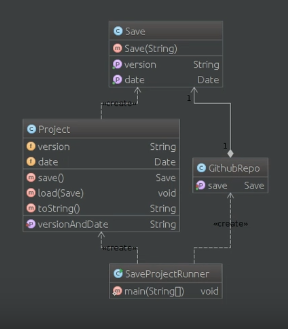 Save
Save(String)
version String
date Date
«create»
1
Project
version String
date Date
save() Save
load(Save) void
toString() String
versionAndDate String
1
GithubRepo
save Save
«create»
«create»
SaveProjectRunner
main(String[]) void